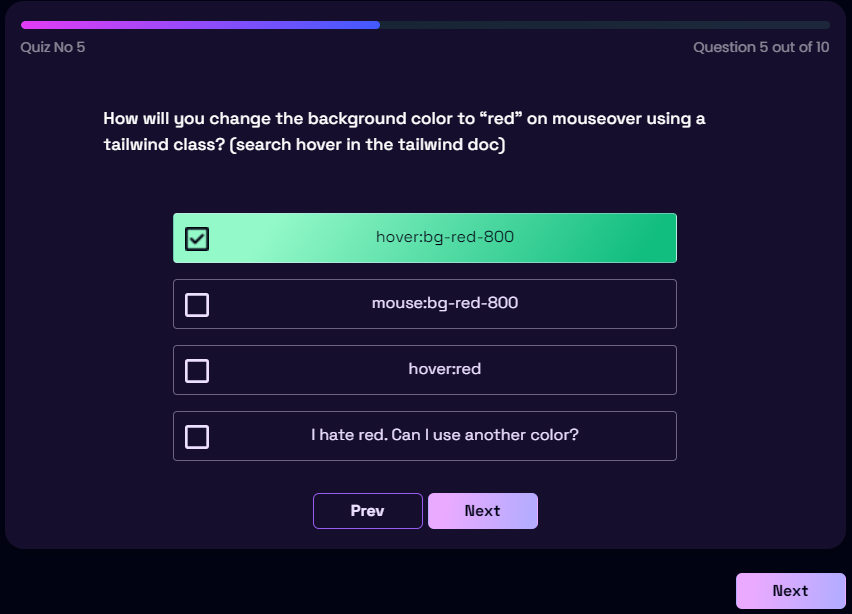 Quiz No 5
Question 5 out of 10
How will you change the background color to “red” on mouseover using a
tailwind class? (search hover in the tailwind doc)
hover:bg-red-800
mouse:bg-red-800
hover:red
I hate red. Can I use another color?
Prev
Next
Next